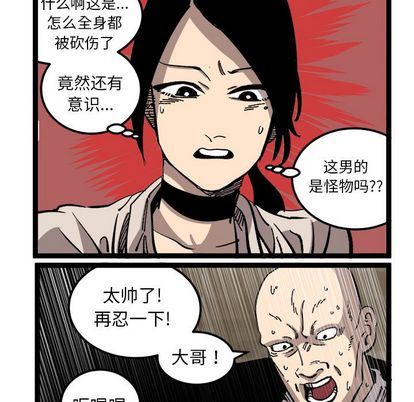 什么啊这是...
怎么全身都
被砍伤了
竟然还有
意识...
这男的
是怪物吗??
太帅了!
再忍一下!
大哥!